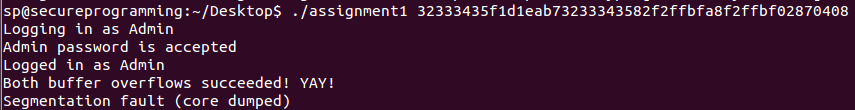 sp@secureprogramming:~/Desktop$ ./assignment1 32333435f1d1eab73233343582f2ffbfa8f2ffbf02870408
Logging in as Admin
Admin password is accepted
Logged in as Admin
Both buffer overflows succeeded! YAY!
Segmentation fault (core dumped)